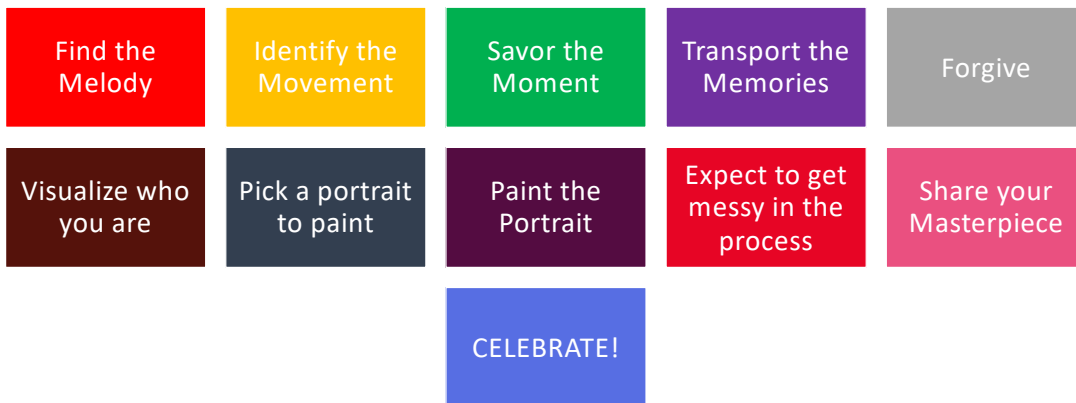 Find the
Melody
Identify the
Movement
Savor the
Moment
Transport the
Memories
Forgive
Visualize who
you are
Pick a portrait
to paint
Paint the
Portrait
Expect to get
messy in the
process
Share your
Masterpiece
CELEBRATE!